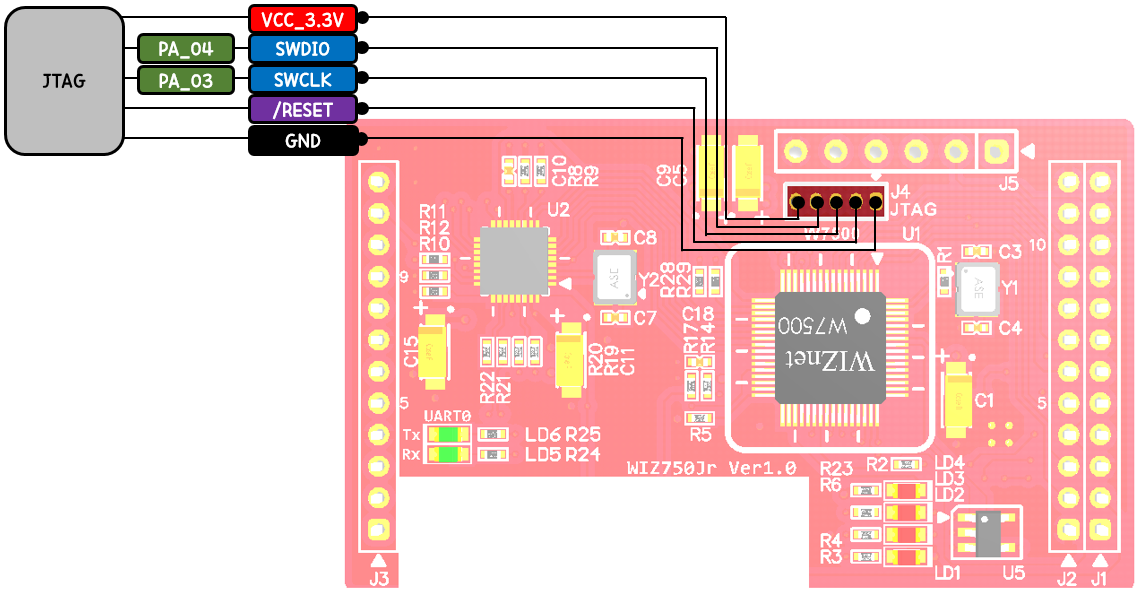 VCC_3.3V
JTAG
PA_04 SWDIO
PA_03 SWCLK
/RESET
GND
J5
J4
JTAG
W7500
U1
C9
C10
R8
R9
U2
R11
R12
R10
C8
ASE
Y2
C7
R28
R29
R1
C3
ASE
Y1
C4
10
9
C18
R17
R14
W7500
WIZnet
C15
R20
R19
C11
R22
R21
C1
5
5
R5
UART0
Tx
LD6 R25
Rx
LD5 R24
WIZ750Jr Ver1.0
R23
R6
R2
LD4
LD3
LD2
R4
R3
LD1
U5
J3
J2
J1